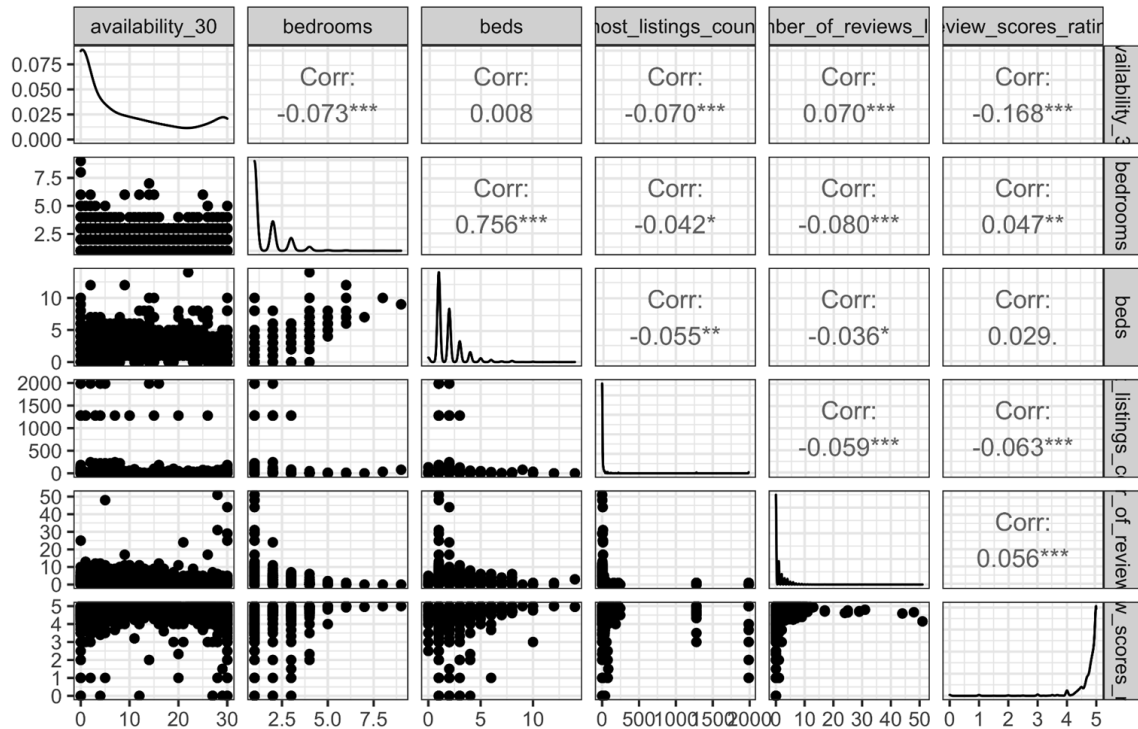 availability_30 bedrooms beds host_listings_coun mber_of_reviews_l eview_scores_ratin
0.075
0.050
0.025
0.000
Corr:
-0.073***
Corr:
0.008
Corr:
-0.070***
Corr:
0.070***
Corr:
-0.168***
vailability_3
7.5
5.0
2.5
Corr:
0.756***
Corr:
-0.042*
Corr:
-0.080***
Corr:
0.047**
bedrooms
10
5
0
Corr:
-0.055**
Corr:
-0.036*
Corr:
0.029.
beds
2000
1500
1000
500
0
Corr:
-0.059***
Corr:
-0.063***
_listings_c
50
40
30
20
10
0
Corr:
0.056***
r_of_review
5
4
3
2
1
0
w_scores_r
0 10 20 30 2.5 5.0 7.5 0 5 10 0 500 1000 1500 2000 0 10 20 30 40 50 0 1 2 3 4 5